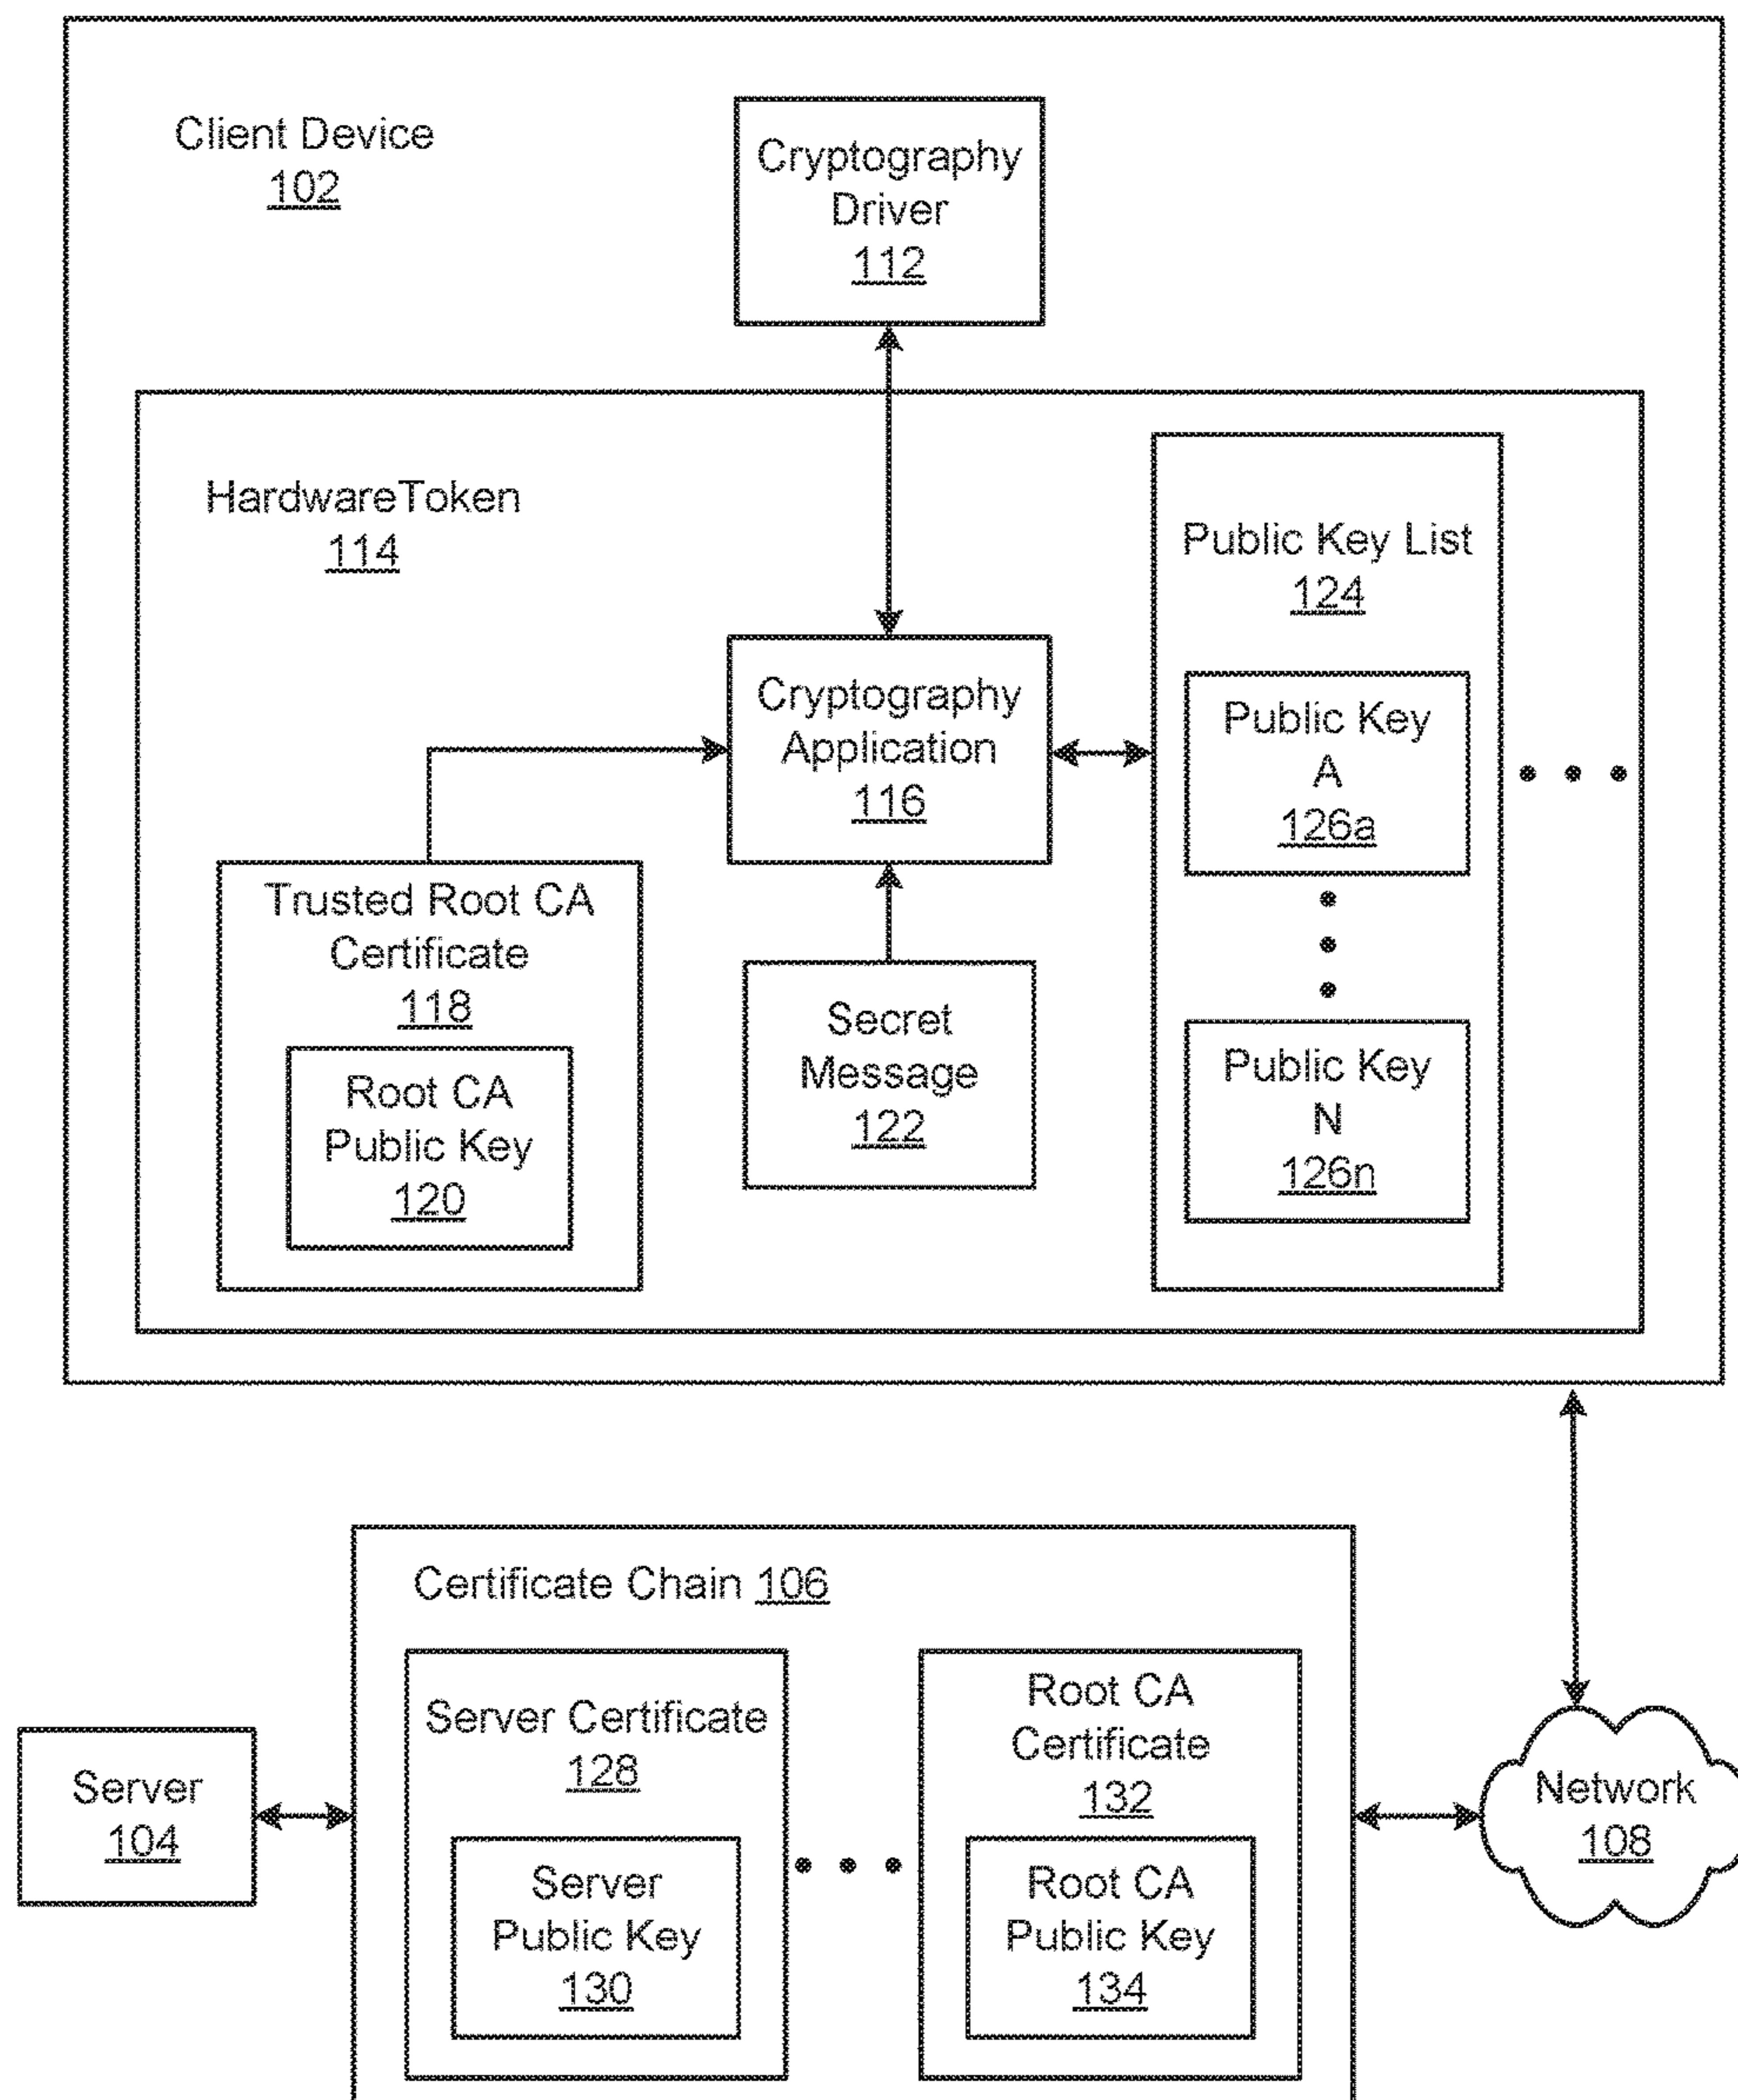 Client Device
102
Cryptography
Driver
112
HardwareToken
114
Public Key List
124
Cryptography
Application
116
Public Key
A
126a
Trusted Root CA
Certificate
118
Root CA
Public Key
120
Secret
Message
122
Public Key
N
126n
Certificate Chain 106
Server Certificate
128
Server
Public Key
130
Root CA
Certificate
132
Root CA
Public Key
134
Server
104
Network
108